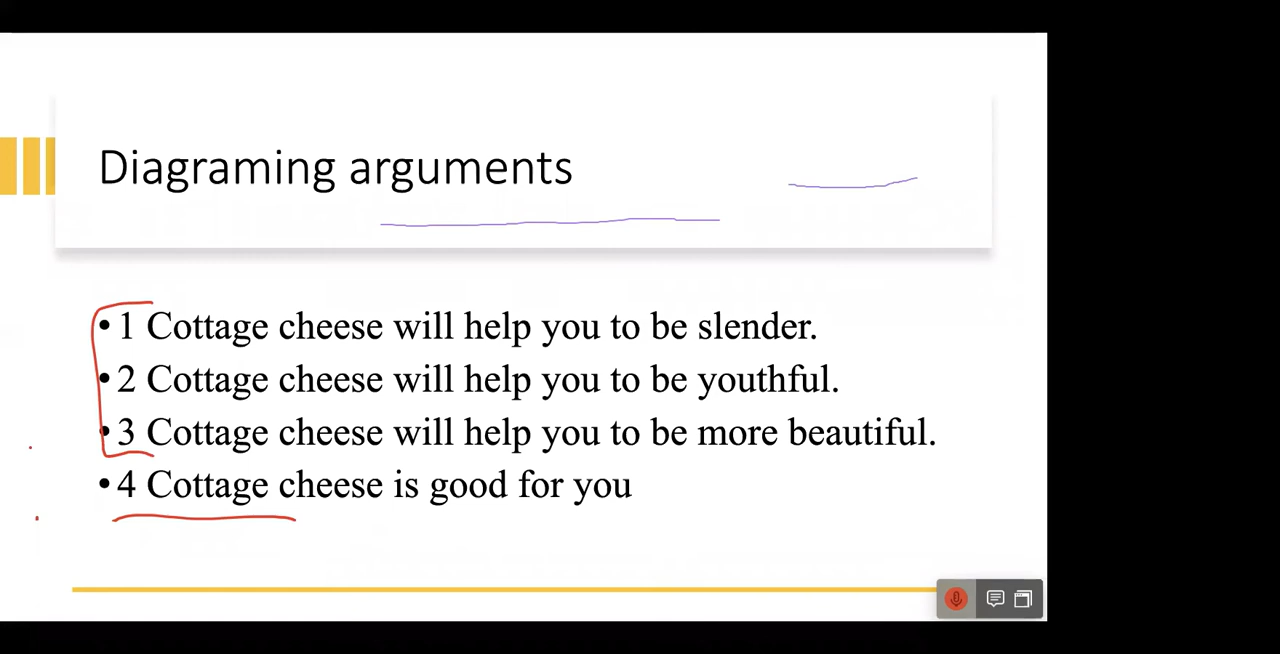 Diagraming arguments
• 1 Cottage cheese will help you to be slender.
• 2 Cottage cheese will help you to be youthful.
• 3 Cottage cheese will help you to be more beautiful.
• 4 Cottage cheese is good for you